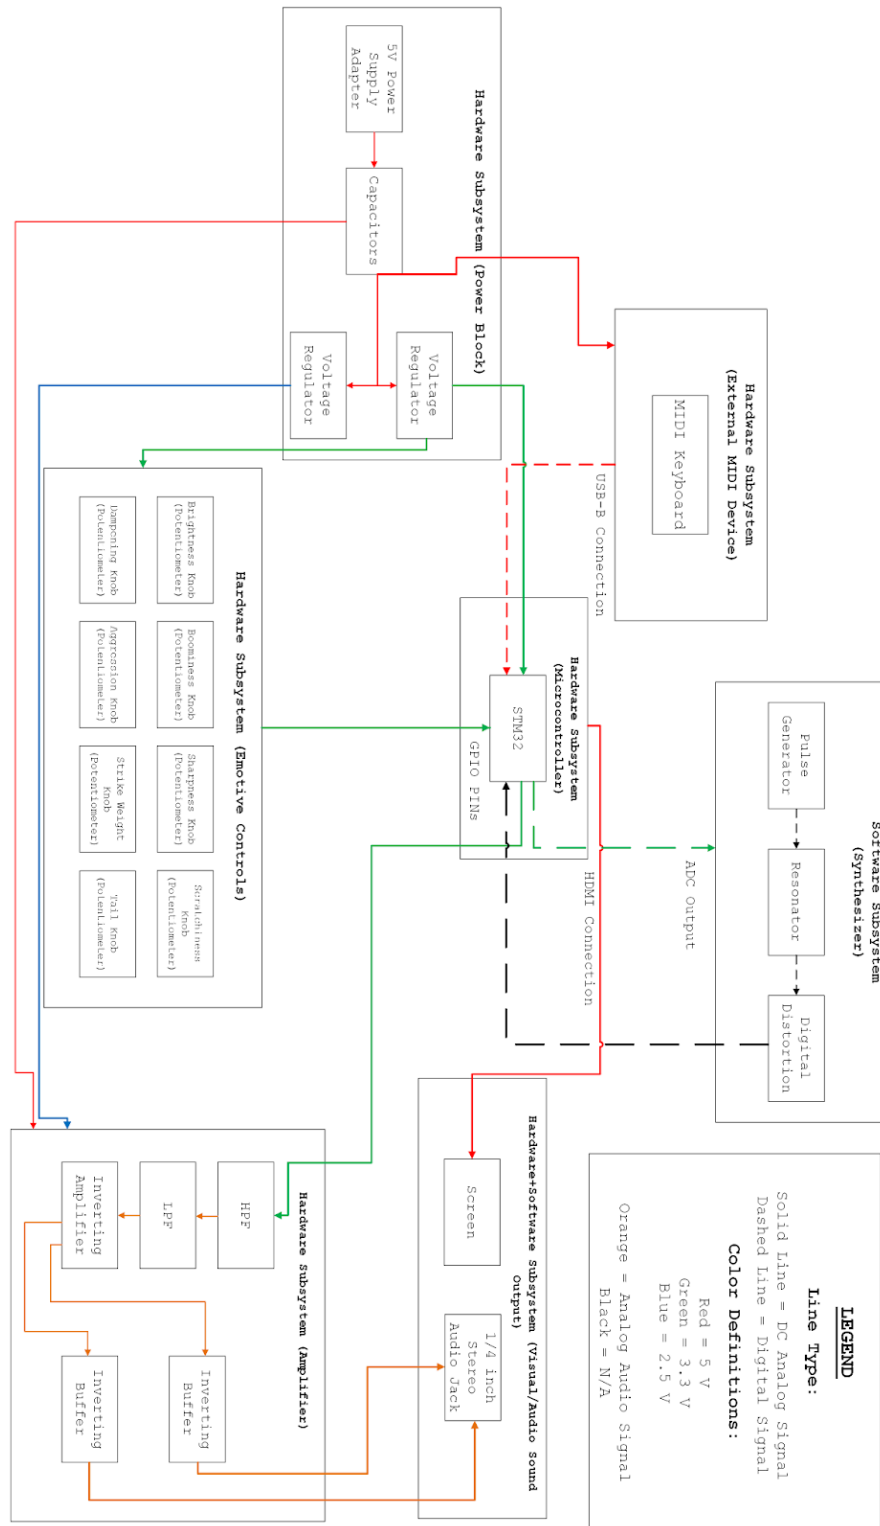 Hardware Subsystem (Power Block)
5V Power
Supply
Adapter
Capacitors
Voltage
Regulator
Voltage
Regulator
Hardware Subsystem
(External MIDI Device)
MIDI Keyboard
USB-B Connection
Hardware Subsystem
(Microcontroller)
STM32
GPIO PINs
HDMI Connection
ADC Output
Software Subsystem
(Synthesizer)
Pulse
Generator
Resonator
Digital
Distortion
Hardware Subsystem (Emotive Controls)
Brightness Knob
(Potentiometer)
Boominess Knob
(Potentiometer)
Sharpness Knob
(Potentiometer)
Scratchiness
Knob
(Potentiometer)
Dampening Knob
(Potentiometer)
Aggression Knob
(Potentiometer)
Strike Weight
Knob
(Potentiometer)
Tail Knob
(Potentiometer)
Hardware+Software Subsystem (Visual/Audio Sound
Output)
Screen
1/4 inch
Stereo
Audio Jack
Hardware Subsystem (Amplifier)
HPF
LPF
Inverting
Amplifier
Inverting
Buffer
Inverting
Buffer
LEGEND
Line Type:
Solid Line = DC Analog Signal
Dashed Line = Digital Signal
Color Definitions:
Red = 5 V
Green = 3.3 V
Blue = 2.5 V
Orange = Analog Audio Signal
Black = N/A